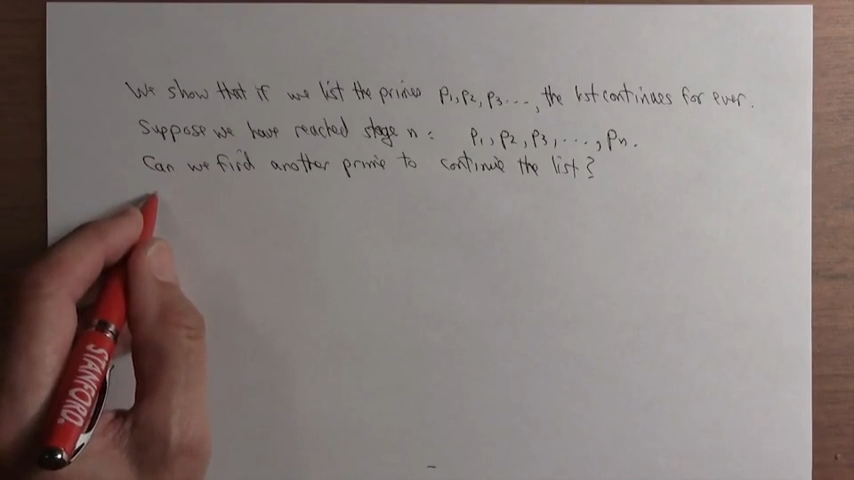 We show that if we list the primes p₁, p₂, p₃ ..., the list continues for ever.
Suppose we have reached stage n: p₁, p₂, p₃, ..., pₙ.
Can we find another prime to continue the list?
STANFORD